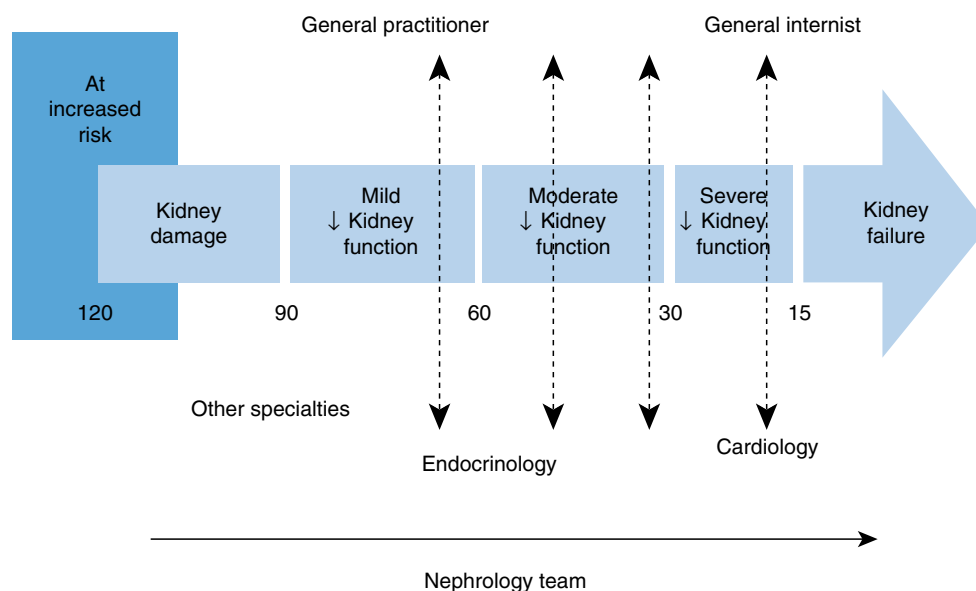 General practitioner
General internist
At
increased
risk
Kidney
damage
Mild
↓ Kidney
function
Moderate
↓ Kidney
function
Severe
↓ Kidney
function
Kidney
failure
120
90
60
30
15
Other specialties
Endocrinology
Cardiology
Nephrology team